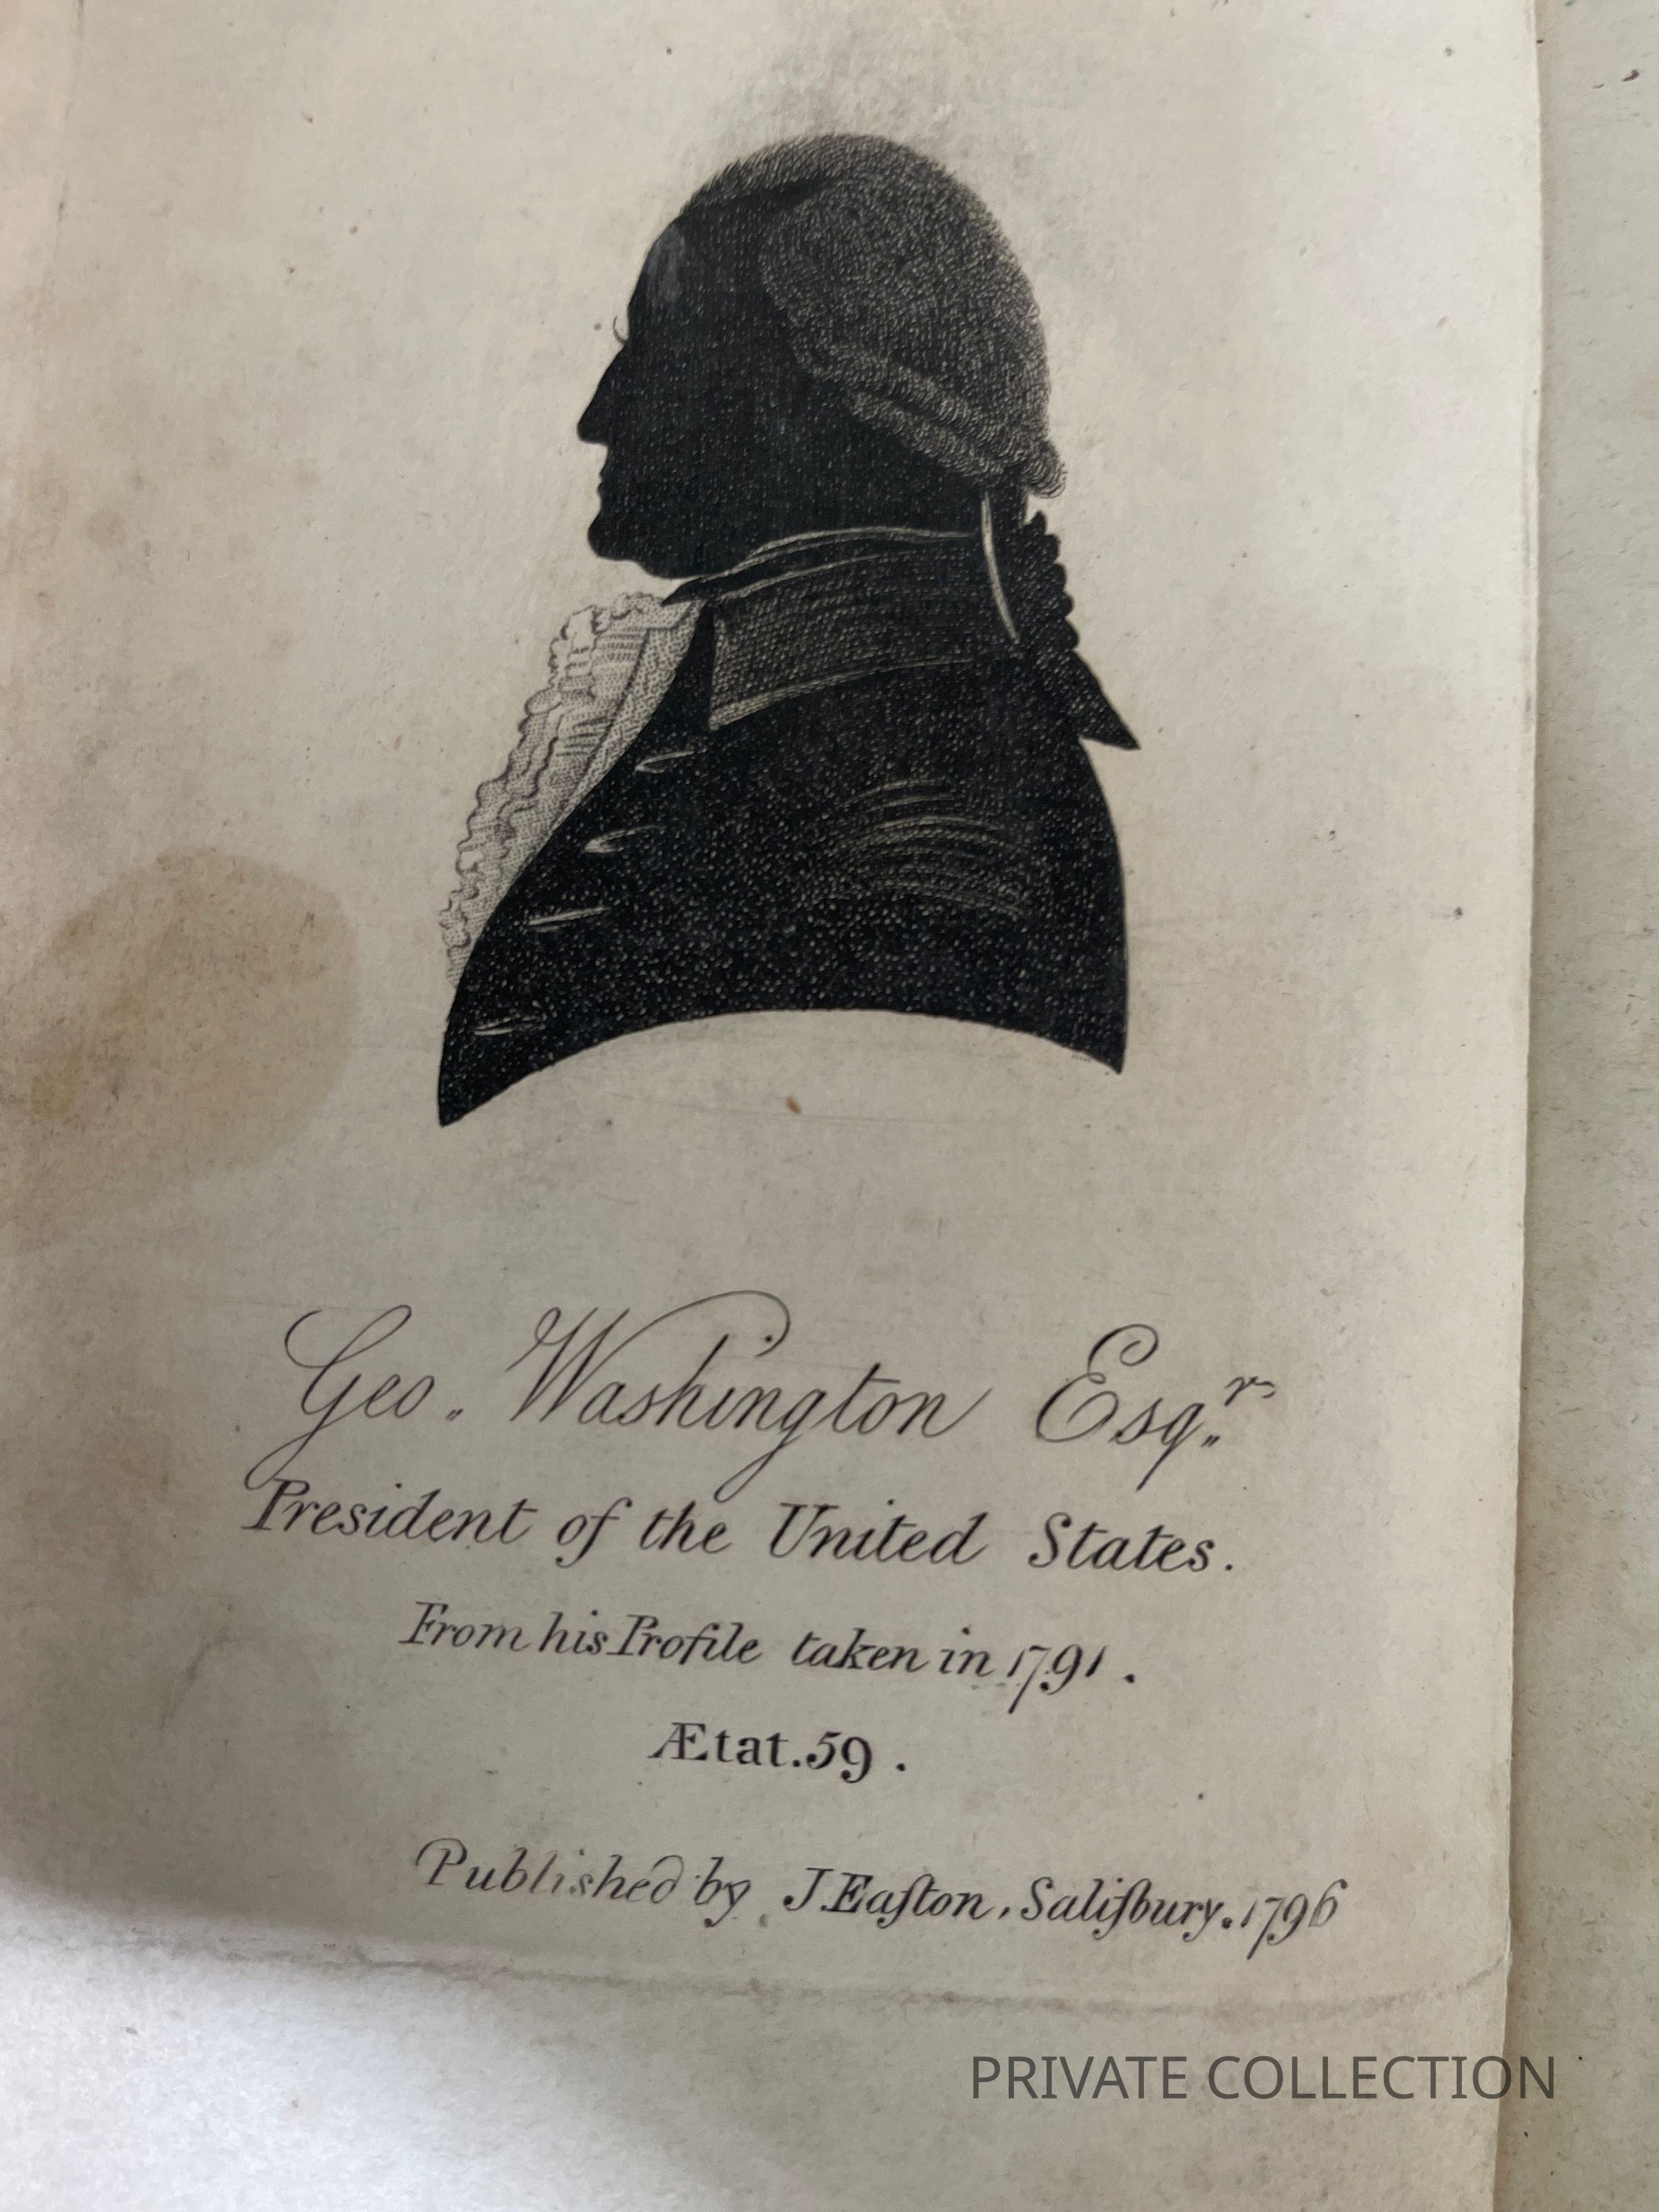 Geo. Washington Esqr.
President of the United States.
From his Profile taken in 1791.
Ætat. 59.
Published by J. Eaſton, Saliſbury. 1796
PRIVATE COLLECTION